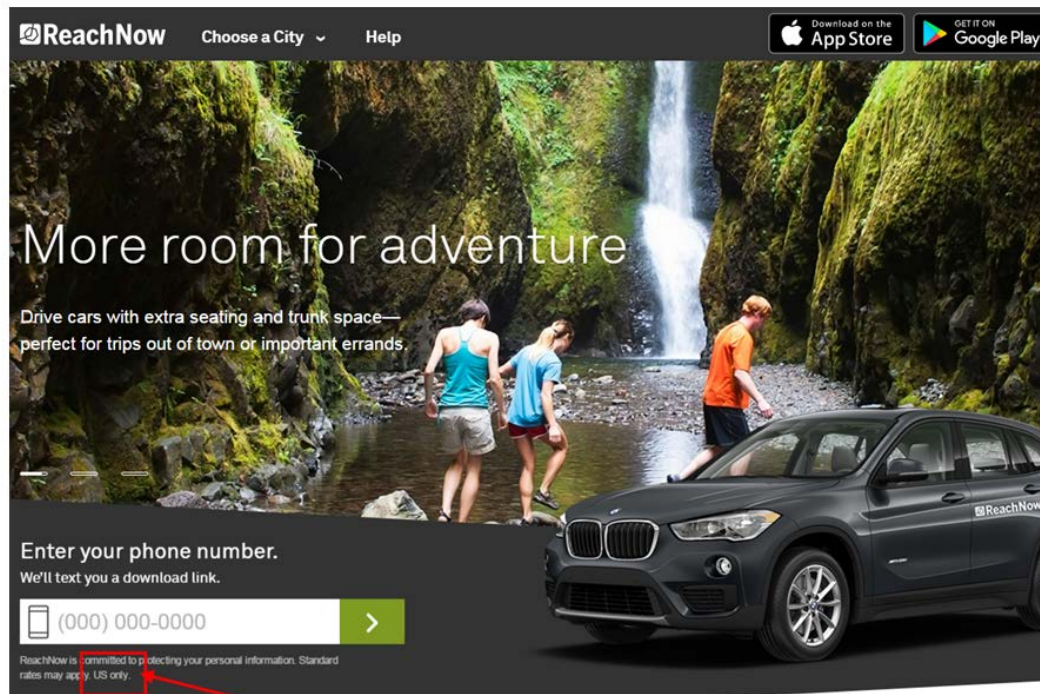 ReachNow Choose a City Help
Download on the
App Store
GET IT ON
Google Play
More room for adventure
Drive cars with extra seating and trunk space—
perfect for trips out of town or important errands.
ReachNow
Enter your phone number.
We'll text you a download link.
(000) 000-0000
ReachNow is committed to protecting your personal information. Standard
rates may apply. US only.